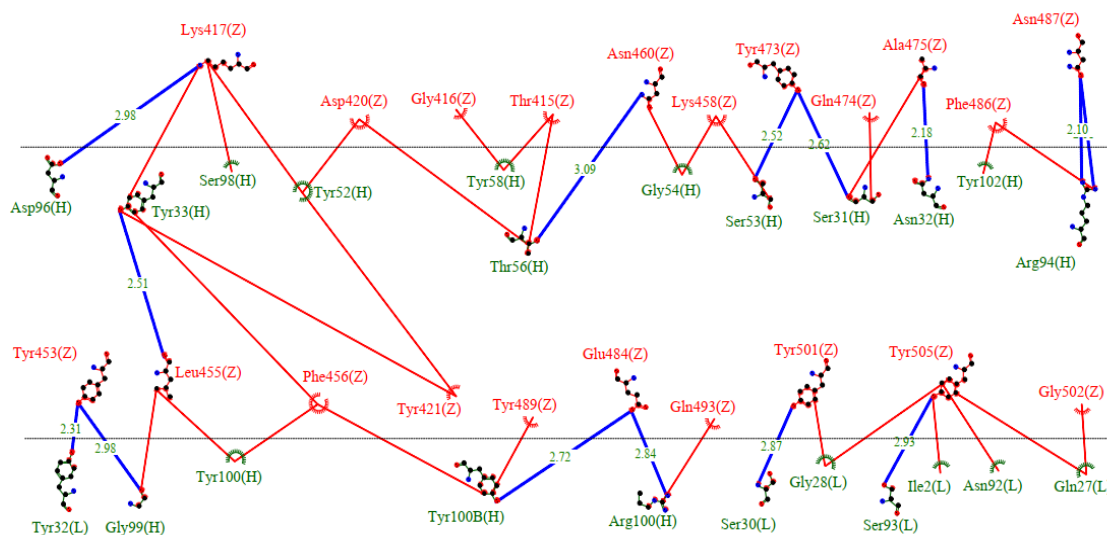 Lys417(Z)
Asn487(Z)
Asn460(Z)
Tyr473(Z)
Ala475(Z)
Asp420(Z)
Gly416(Z)
Thr415(Z)
Lys458(Z)
Gln474(Z)
Phe486(Z)
2.98
3.09
2.52
2.62
2.18
2.10
Asp96(H)
Ser98(H)
Tyr33(H)
Tyr52(H)
Tyr58(H)
Thr56(H)
Gly54(H)
Ser53(H)
Ser31(H)
Asn32(H)
Tyr102(H)
Arg94(H)
2.51
Tyr453(Z)
Leu455(Z)
Phe456(Z)
Tyr421(Z)
Tyr489(Z)
Glu484(Z)
Gln493(Z)
Tyr501(Z)
Tyr505(Z)
Gly502(Z)
2.31
2.98
2.72
2.84
2.87
2.93
Tyr32(L)
Gly99(H)
Tyr100(H)
Tyr100B(H)
Arg100(H)
Ser30(L)
Gly28(L)
Ser93(L)
Ile2(L)
Asn92(L)
Gln27(L